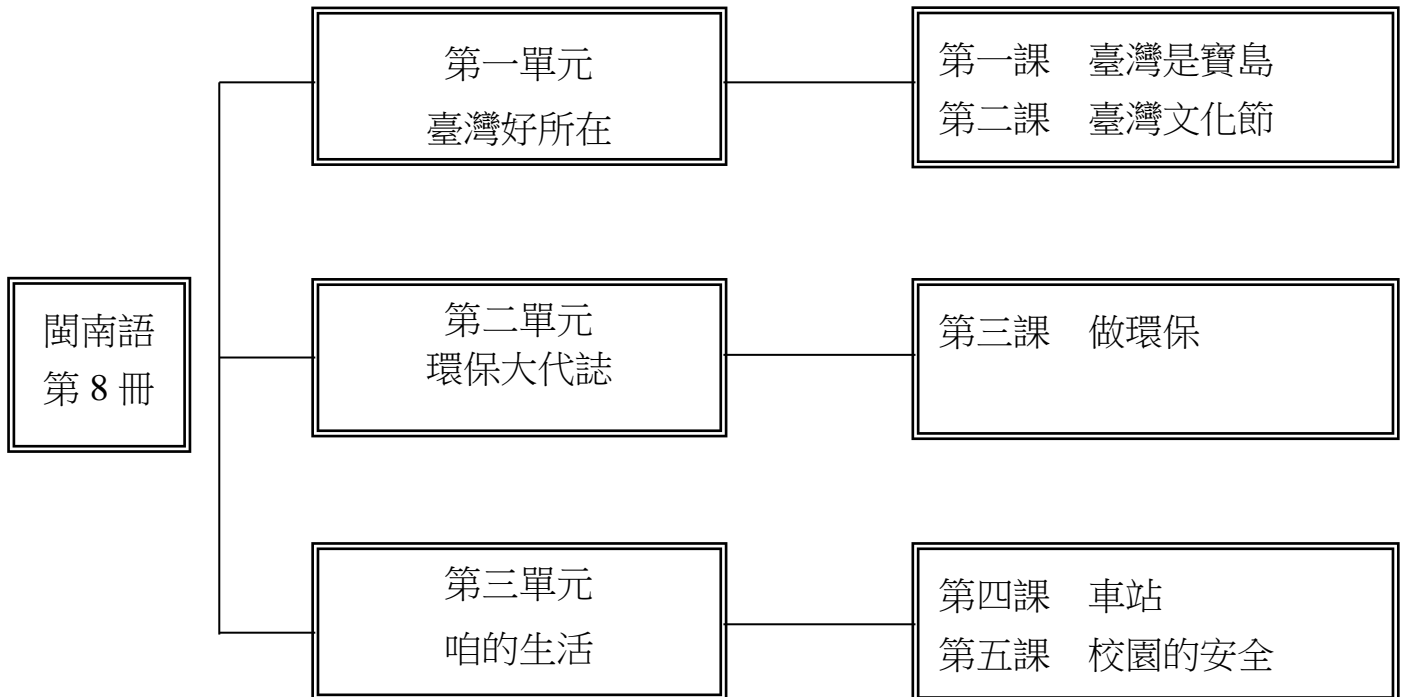 閩南語
第 8 冊
第一單元
臺灣好所在
第一課 臺灣是寶島
第二課 臺灣文化節
第二單元
環保大代誌
第三課 做環保
第三單元
咱的生活
第四課 車站
第五課 校園的安全